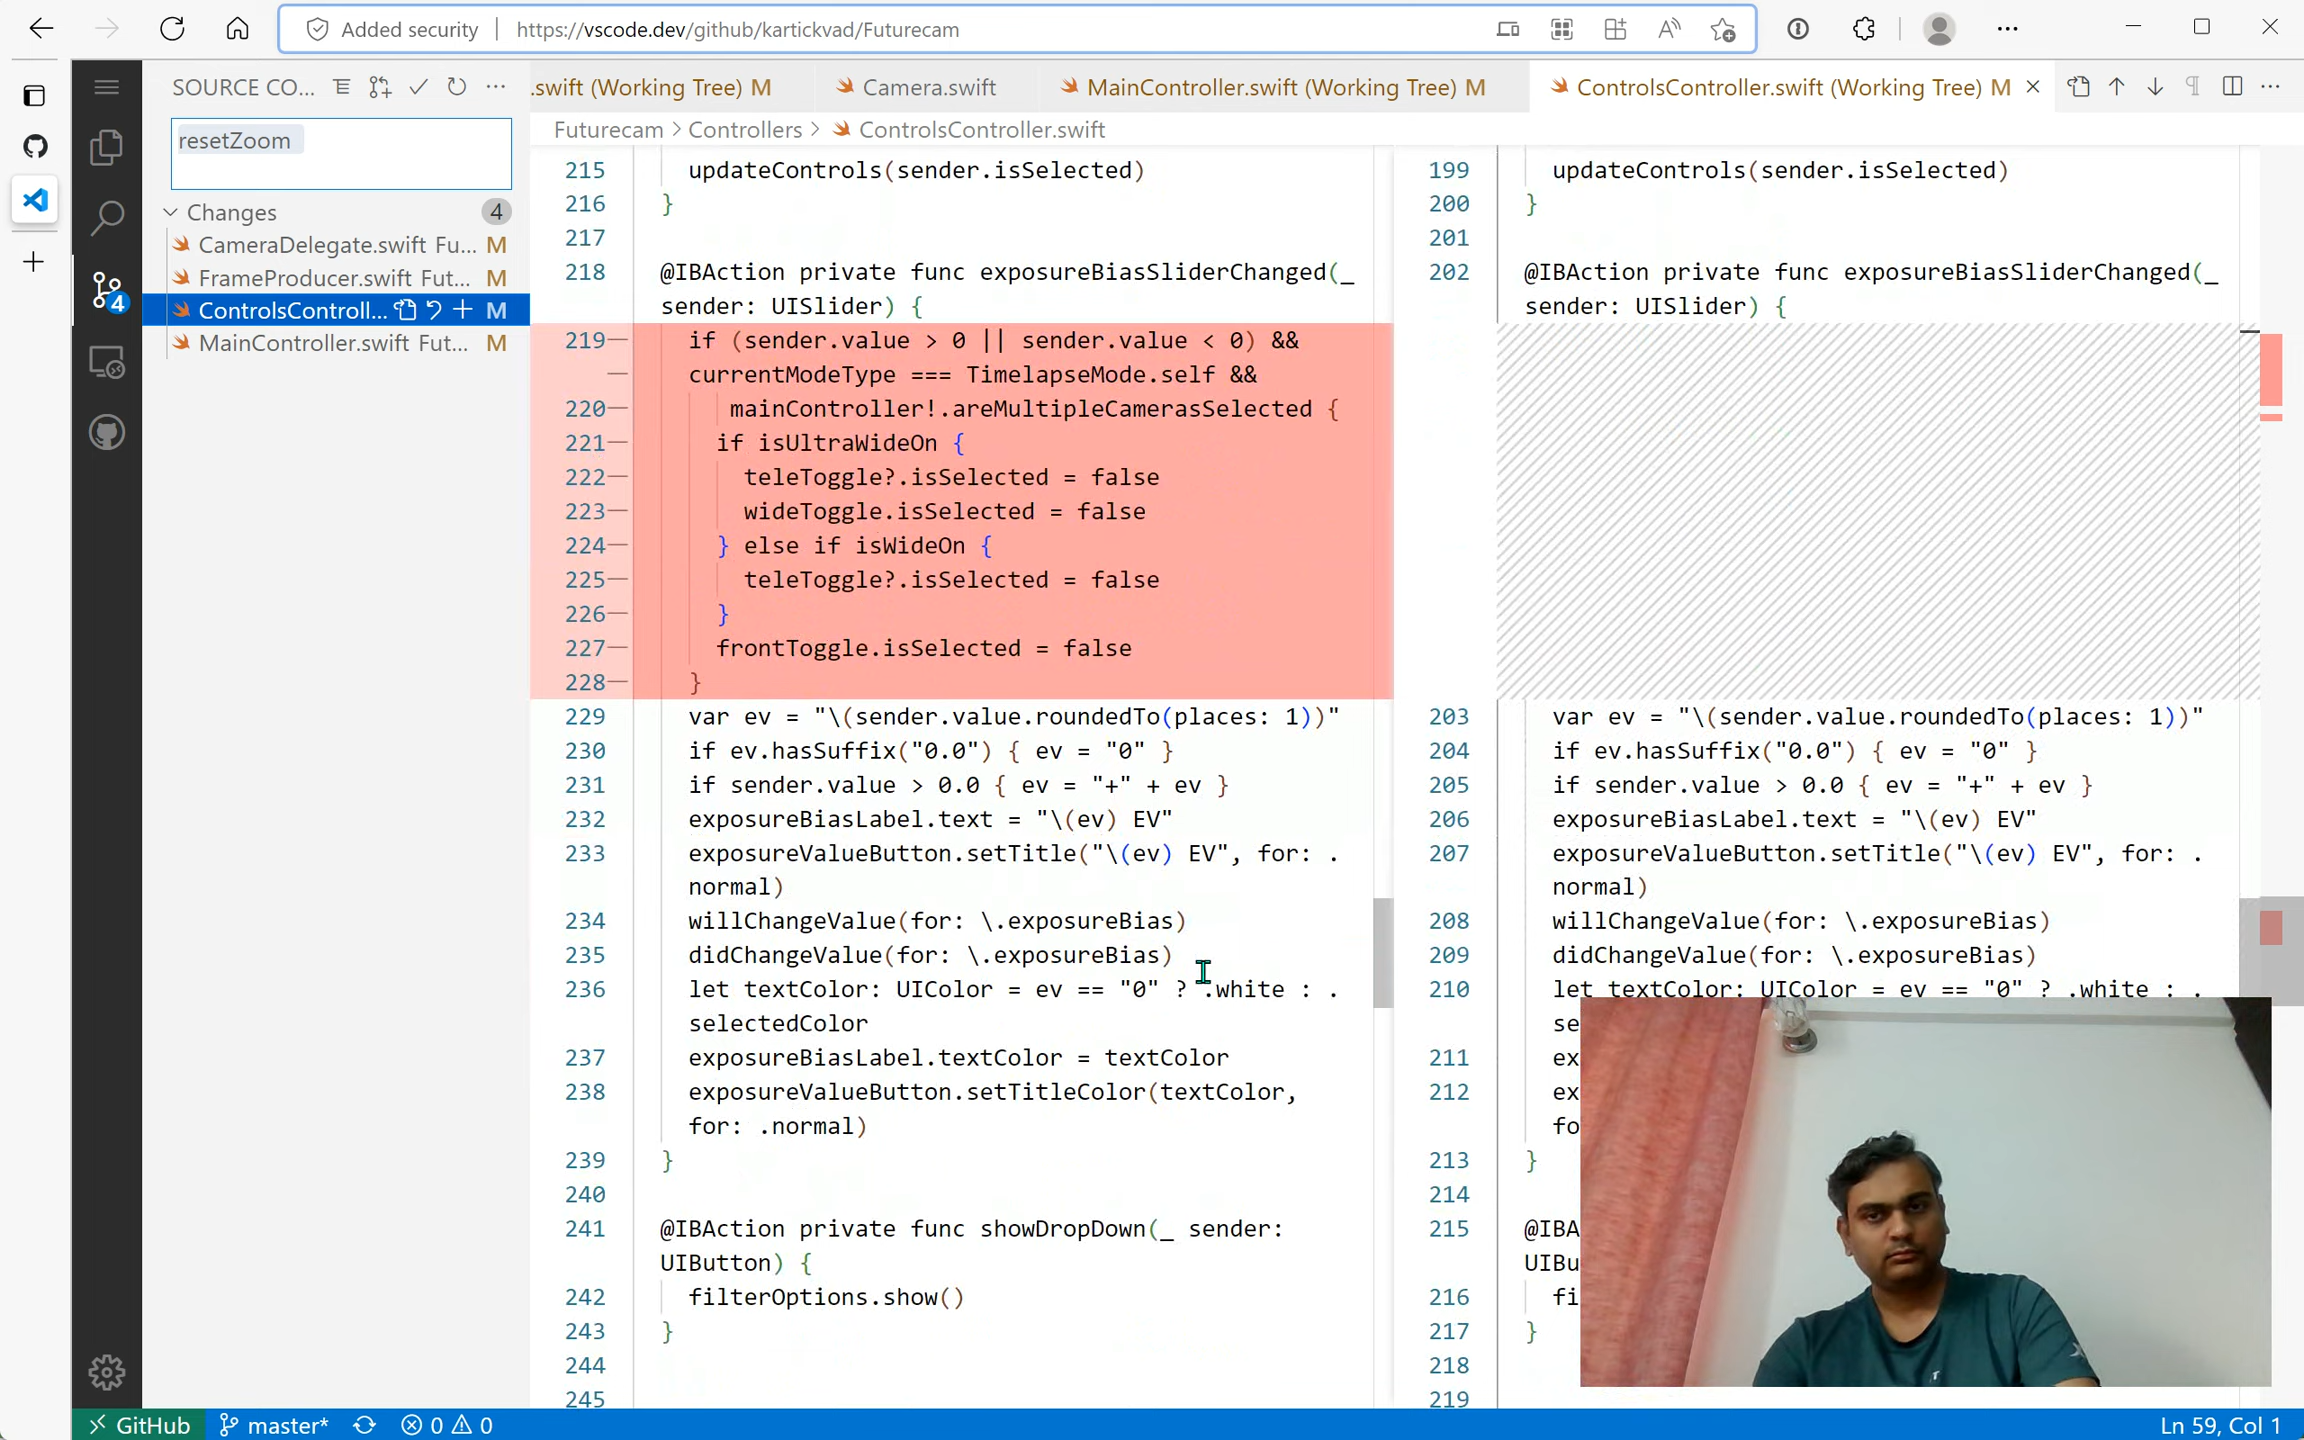 Added security
https://vscode.dev/github/kartickvad/Futurecam
SOURCE CO...
.swift (Working Tree) M
Camera.swift
MainController.swift (Working Tree) M
ControlsController.swift (Working Tree) M
Futurecam > Controllers > ControlsController.swift
resetZoom
Changes 4
CameraDelegate.swift Fu... M
FrameProducer.swift Fut... M
ControlsControll... M
MainController.swift Fut... M
4
215 updateControls(sender.isSelected)
216 }
217
218 @IBAction private func exposureBiasSliderChanged(_
sender: UISlider) {
219— if (sender.value > 0 || sender.value < 0) &&
— currentModeType === TimelapseMode.self &&
220— mainController!.areMultipleCamerasSelected {
221— if isUltraWideOn {
222— teleToggle?.isSelected = false
223— wideToggle.isSelected = false
224— } else if isWideOn {
225— teleToggle?.isSelected = false
226— }
227— frontToggle.isSelected = false
228— }
229 var ev = "\(sender.value.roundedTo(places: 1))"
230 if ev.hasSuffix("0.0") { ev = "0" }
231 if sender.value > 0.0 { ev = "+" + ev }
232 exposureBiasLabel.text = "\(ev) EV"
233 exposureValueButton.setTitle("\(ev) EV", for: .
normal)
234 willChangeValue(for: \.exposureBias)
235 didChangeValue(for: \.exposureBias)
236 let textColor: UIColor = ev == "0" ? .white : .
selectedColor
237 exposureBiasLabel.textColor = textColor
238 exposureValueButton.setTitleColor(textColor,
for: .normal)
239 }
240
241 @IBAction private func showDropDown(_ sender:
UIButton) {
242 filterOptions.show()
243 }
244
245
199 updateControls(sender.isSelected)
200 }
201
202 @IBAction private func exposureBiasSliderChanged(_
sender: UISlider) {
203 var ev = "\(sender.value.roundedTo(places: 1))"
204 if ev.hasSuffix("0.0") { ev = "0" }
205 if sender.value > 0.0 { ev = "+" + ev }
206 exposureBiasLabel.text = "\(ev) EV"
207 exposureValueButton.setTitle("\(ev) EV", for: .
normal)
208 willChangeValue(for: \.exposureBias)
209 didChangeValue(for: \.exposureBias)
210 let textColor: UIColor = ev == "0" ? .white : .
se
211 ex
212 ex
fo
213 }
214
215 @IBA
UIBu
216 fi
217 }
218
219
GitHub master* 0 0
Ln 59, Col 1